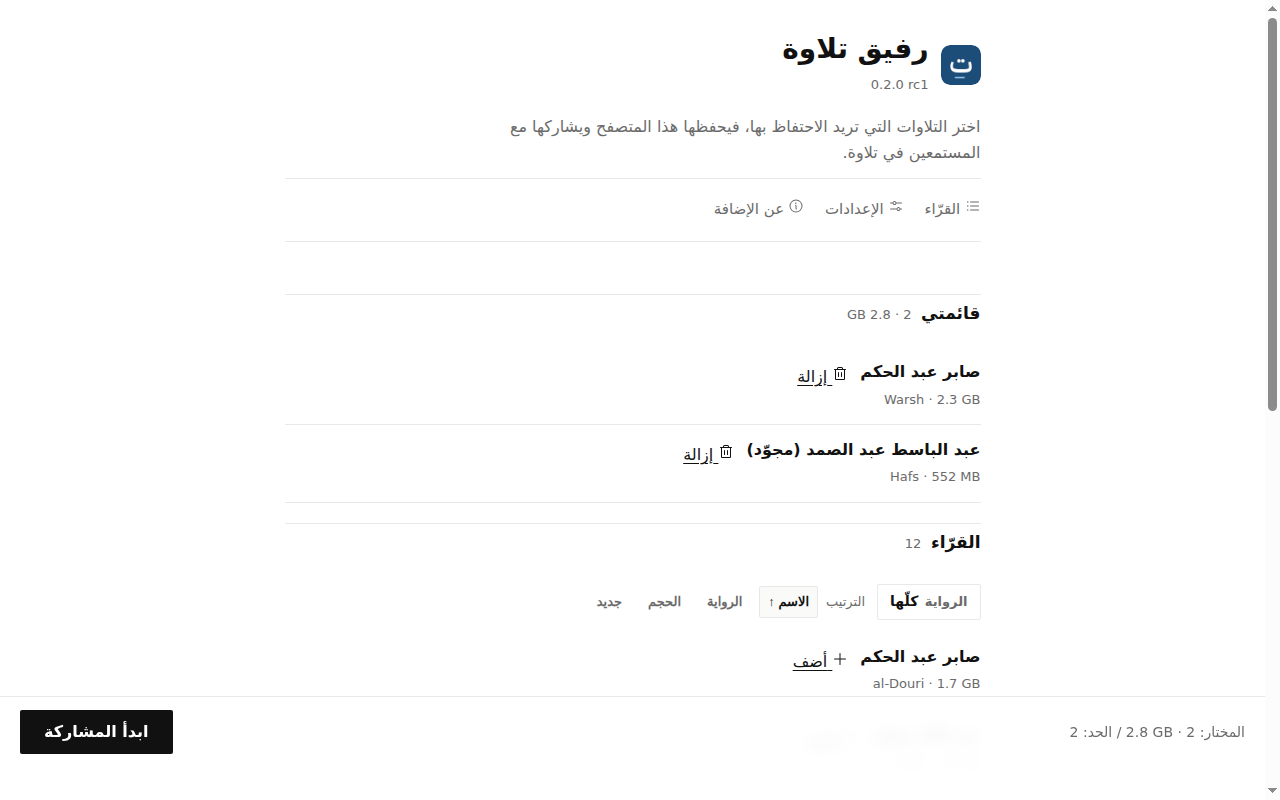 ت
رفيق تلاوة
0.2.0 rc1
اختر التلاوات التي تريد الاحتفاظ بها، فيحفظها هذا المتصفح ويشاركها مع
المستمعين في تلاوة.
القرّاء الإعدادات عن الإضافة
قائمتي 2 · 2.8 GB
صابر عبد الحكم إزالة
Warsh · 2.3 GB
عبد الباسط عبد الصمد (مجوّد) إزالة
Hafs · 552 MB
القرّاء 12
الرواية كلّها الترتيب الاسم ↑ الرواية الحجم جديد
صابر عبد الحكم أضف
al-Douri · 1.7 GB
المختار: 2 · 2.8 GB / الحد: 2 ابدأ المشاركة